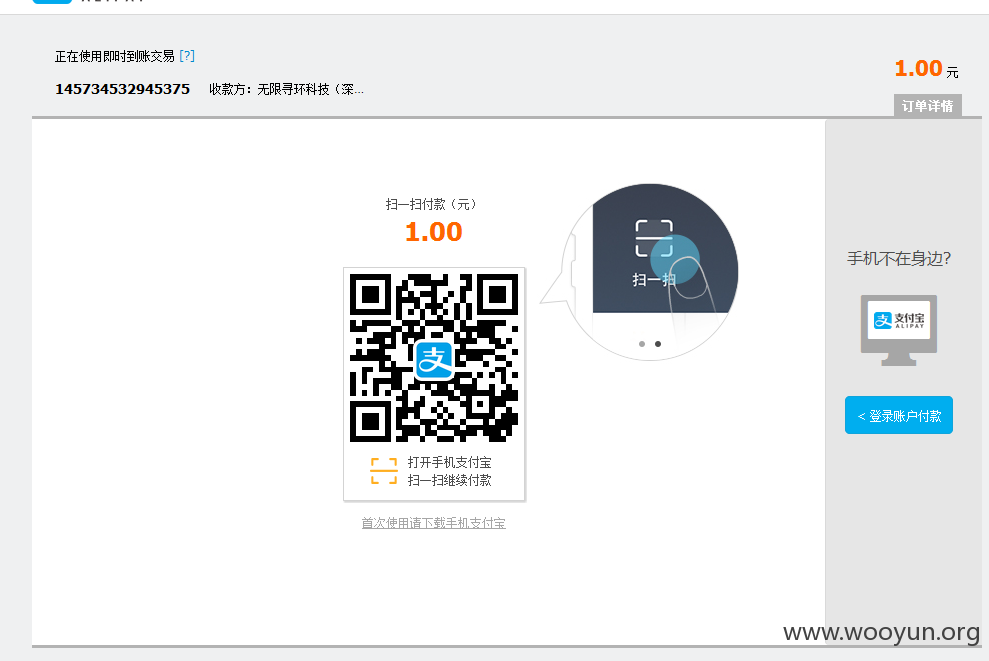 正在使用即时到账交易 [?]
145734532945375 收款方：无限寻环科技（深...
1.00 元
订单详情
扫一扫付款（元）
1.00
扫一扫
支
打开手机支付宝
扫一扫继续付款
首次使用请下载手机支付宝
手机不在身边?
支 支付宝
ALIPAY
< 登录账户付款
www.wooyun.org